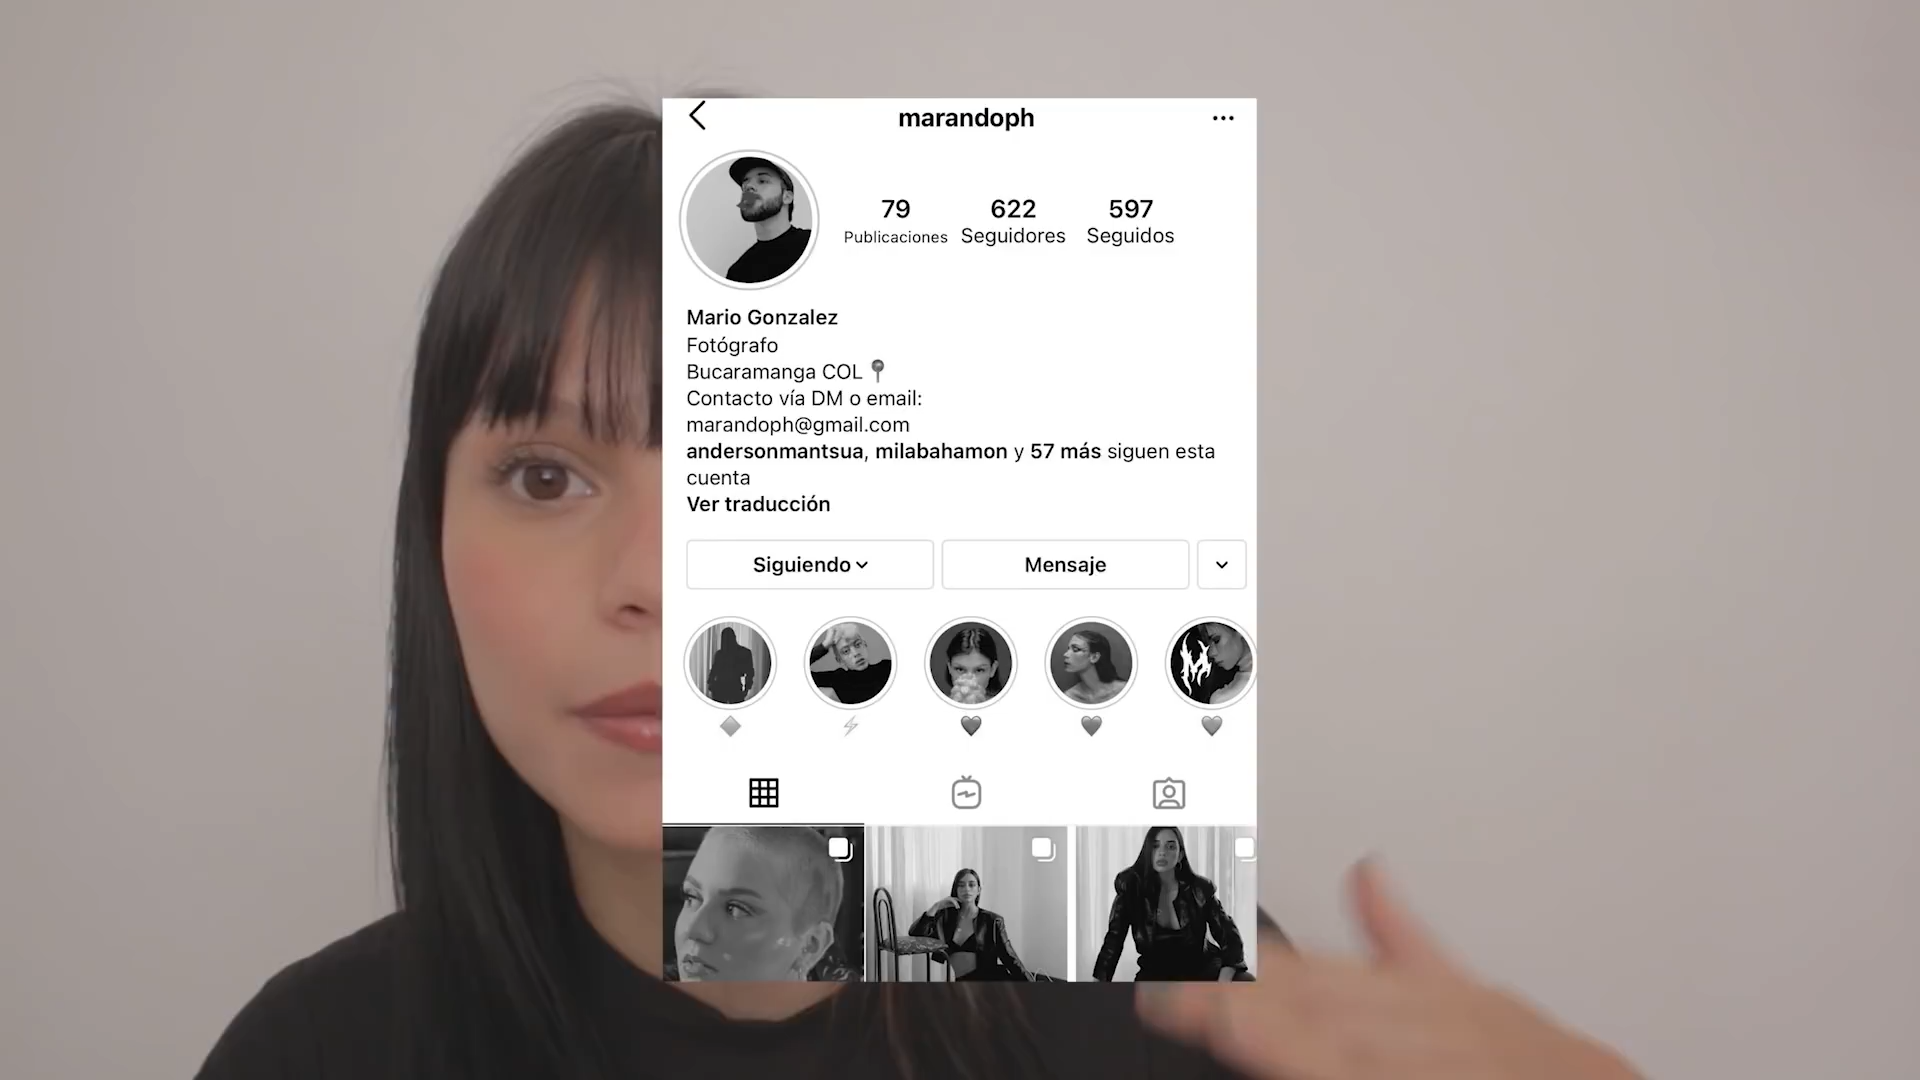 marandoph
79 622 597
Publicaciones Seguidores Seguidos
Mario Gonzalez
Fotógrafo
Bucaramanga COL
Contacto vía DM o email:
marandoph@gmail.com
andersonmantsua, milabahamon y 57 más siguen esta
cuenta
Ver traducción
Siguiendo Mensaje
M